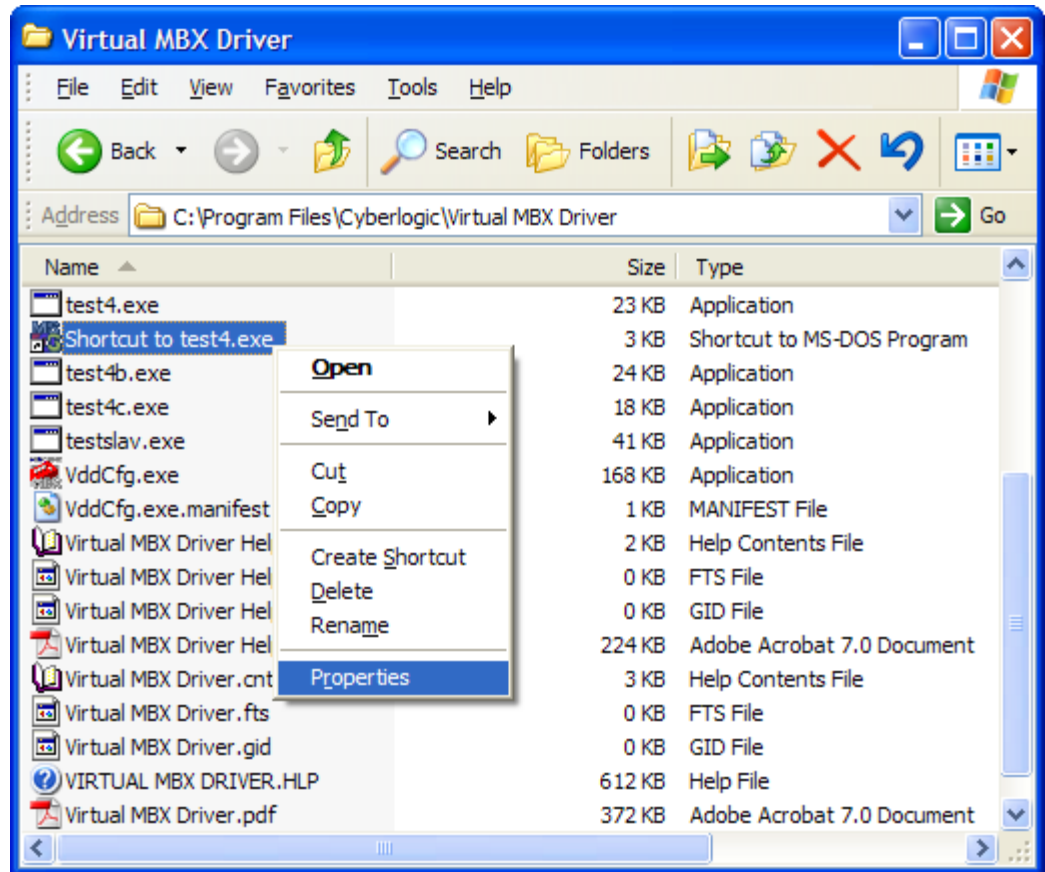 Virtual MBX Driver
File Edit View Favorites Tools Help
Back Search Folders
Address C:\Program Files\Cyberlogic\Virtual MBX Driver Go
Name Size Type
test4.exe 23 KB Application
Shortcut to test4.exe 3 KB Shortcut to MS-DOS Program
test4b.exe 24 KB Application
test4c.exe 18 KB Application
testslav.exe 41 KB Application
VddCfg.exe 168 KB Application
VddCfg.exe.manifest 1 KB MANIFEST File
Virtual MBX Driver Hel 2 KB Help Contents File
Virtual MBX Driver Hel 0 KB FTS File
Virtual MBX Driver Hel 0 KB GID File
Virtual MBX Driver Hel 224 KB Adobe Acrobat 7.0 Document
Virtual MBX Driver.cnt 3 KB Help Contents File
Virtual MBX Driver.fts 0 KB FTS File
Virtual MBX Driver.gid 0 KB GID File
VIRTUAL MBX DRIVER.HLP 612 KB Help File
Virtual MBX Driver.pdf 372 KB Adobe Acrobat 7.0 Document
Open
Send To
Cut
Copy
Create Shortcut
Delete
Rename
Properties